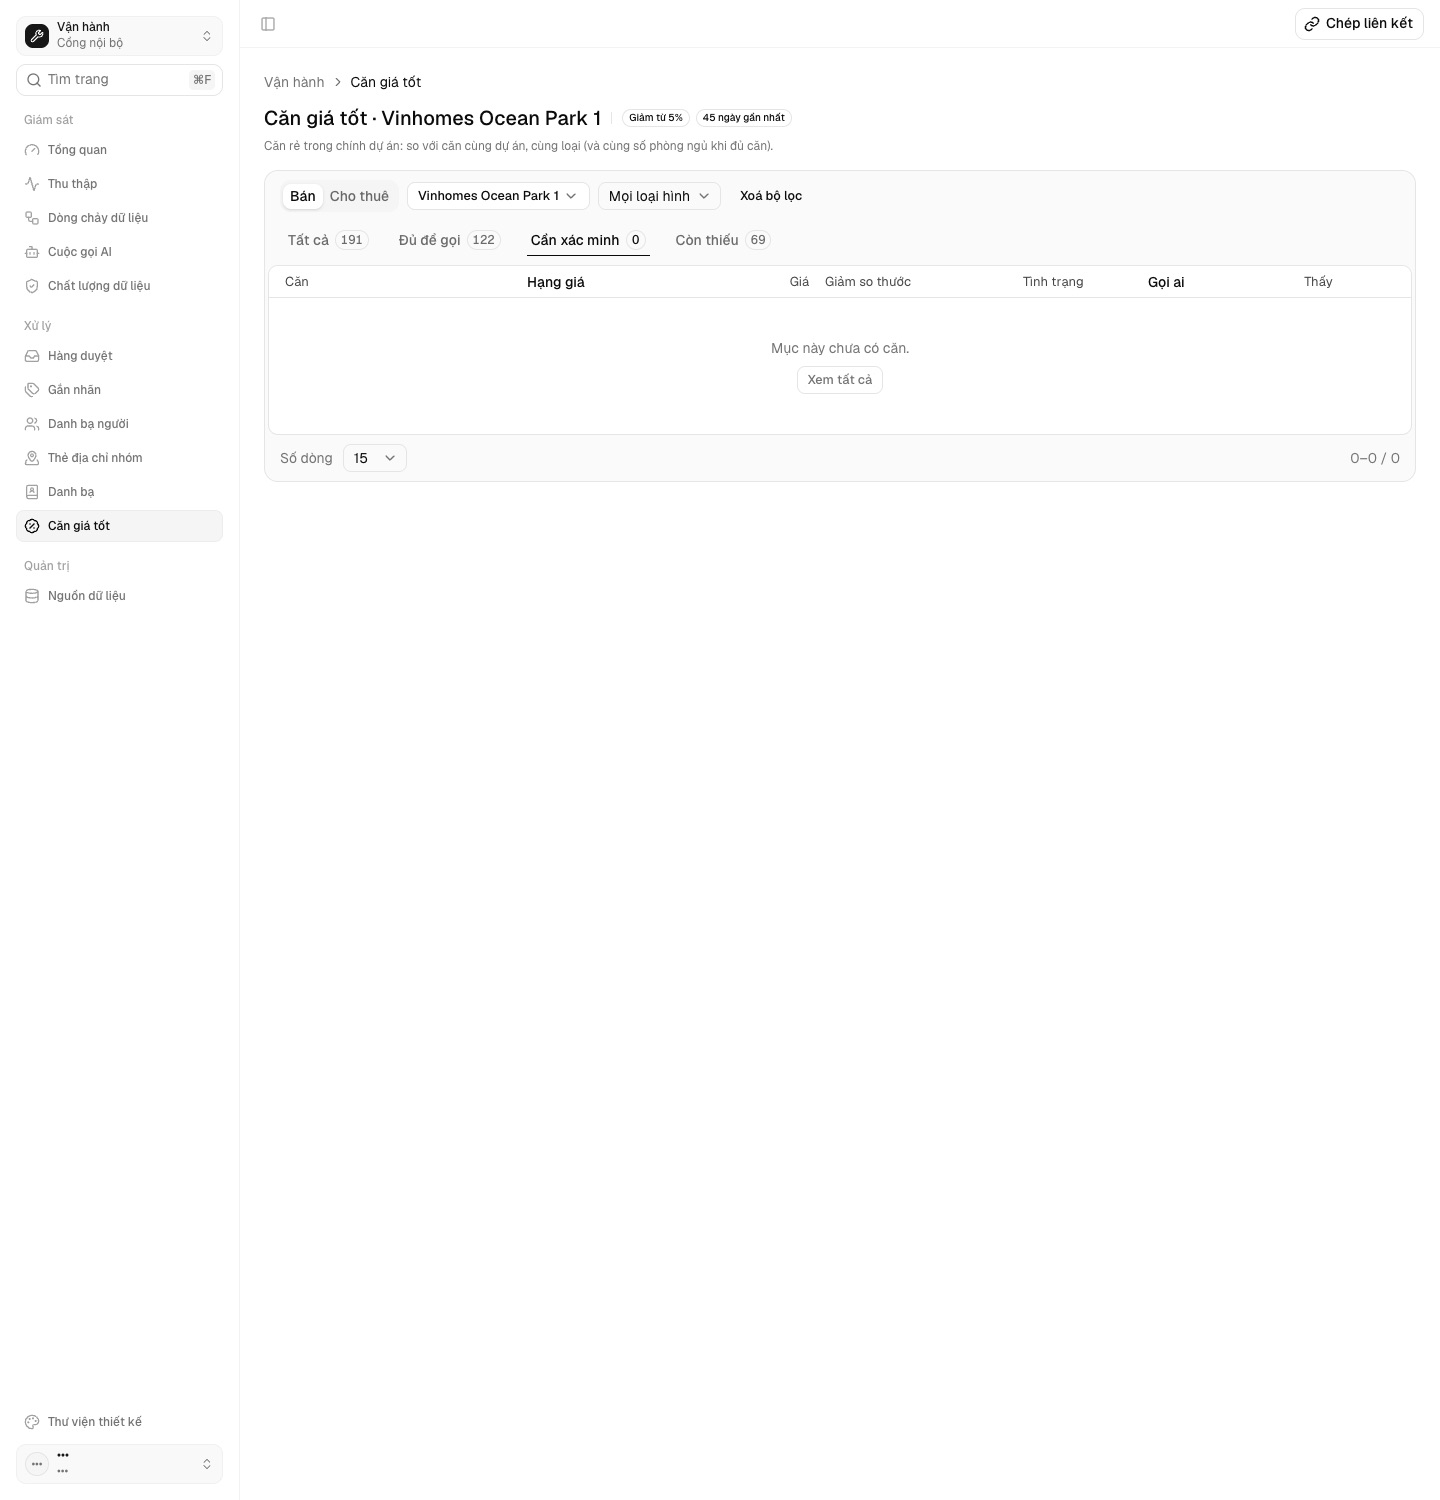 Vận hành
Cổng nội bộ
Tìm trang ⌘F
Giám sát
Tổng quan
Thu thập
Dòng chảy dữ liệu
Cuộc gọi AI
Chất lượng dữ liệu
Xử lý
Hàng duyệt
Gắn nhãn
Danh bạ người
Thẻ địa chỉ nhóm
Danh bạ
Căn giá tốt
Quản trị
Nguồn dữ liệu
Thư viện thiết kế
•••
•••
•••
Chép liên kết
Vận hành > Căn giá tốt
Căn giá tốt · Vinhomes Ocean Park 1 Giảm từ 5% 45 ngày gần nhất
Căn rẻ trong chính dự án: so với căn cùng dự án, cùng loại (và cùng số phòng ngủ khi đủ căn).
Bán Cho thuê Vinhomes Ocean Park 1 Mọi loại hình Xoá bộ lọc
Tất cả 191 Đủ để gọi 122 Cần xác minh 0 Còn thiếu 69
Căn Hạng giá Giá Giảm so thước Tình trạng Gọi ai Thấy
Mục này chưa có căn.
Xem tất cả
Số dòng 15 0–0 / 0